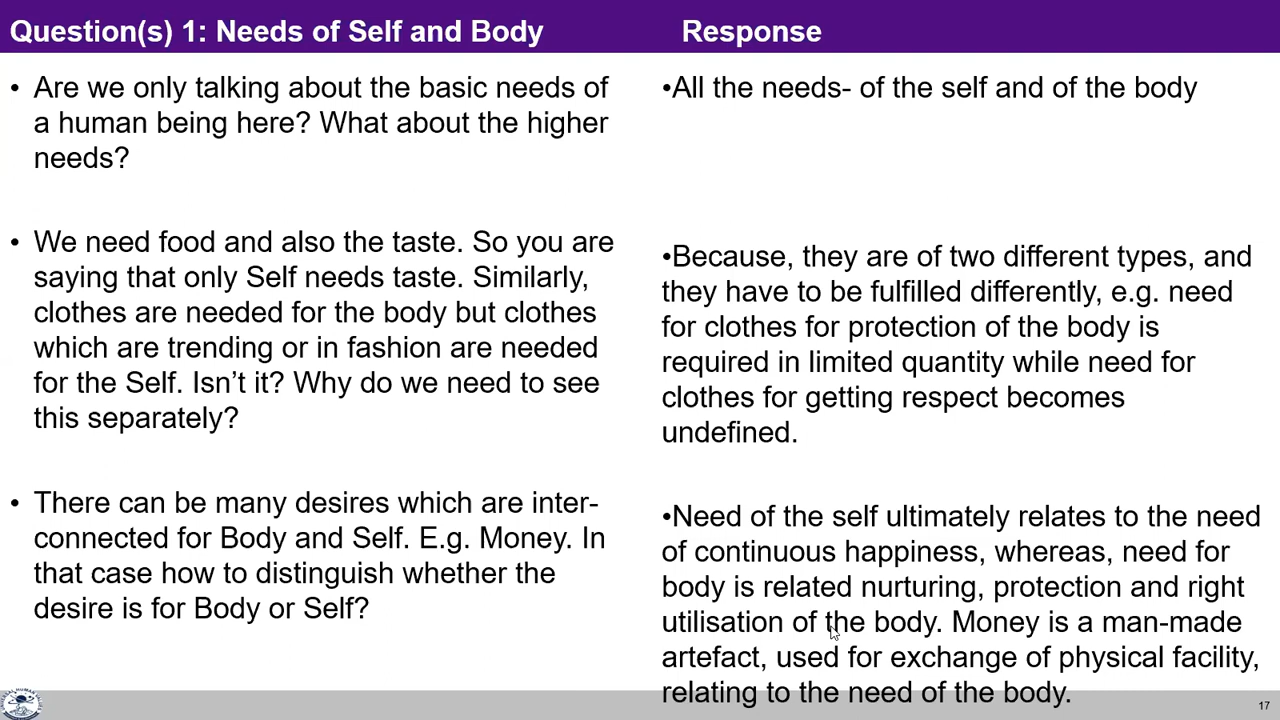 Question(s) 1: Needs of Self and Body
Response
• Are we only talking about the basic needs of
a human being here? What about the higher
needs?
•All the needs- of the self and of the body
• We need food and also the taste. So you are
saying that only Self needs taste. Similarly,
clothes are needed for the body but clothes
which are trending or in fashion are needed
for the Self. Isn’t it? Why do we need to see
this separately?
•Because, they are of two different types, and
they have to be fulfilled differently, e.g. need
for clothes for protection of the body is
required in limited quantity while need for
clothes for getting respect becomes
undefined.
• There can be many desires which are inter-
connected for Body and Self. E.g. Money. In
that case how to distinguish whether the
desire is for Body or Self?
•Need of the self ultimately relates to the need
of continuous happiness, whereas, need for
body is related nurturing, protection and right
utilisation of the body. Money is a man-made
artefact, used for exchange of physical facility,
relating to the need of the body.
17